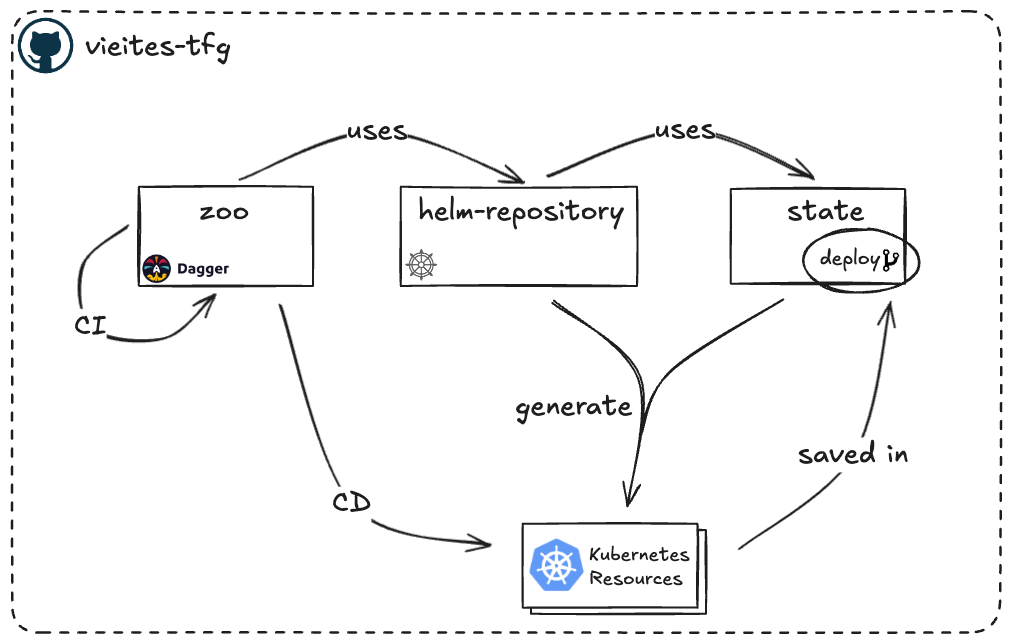 vieites-tfg
uses
uses
zoo
helm-repository
state
Dagger
deploy
CI
generate
saved in
CD
Kubernetes
Resources